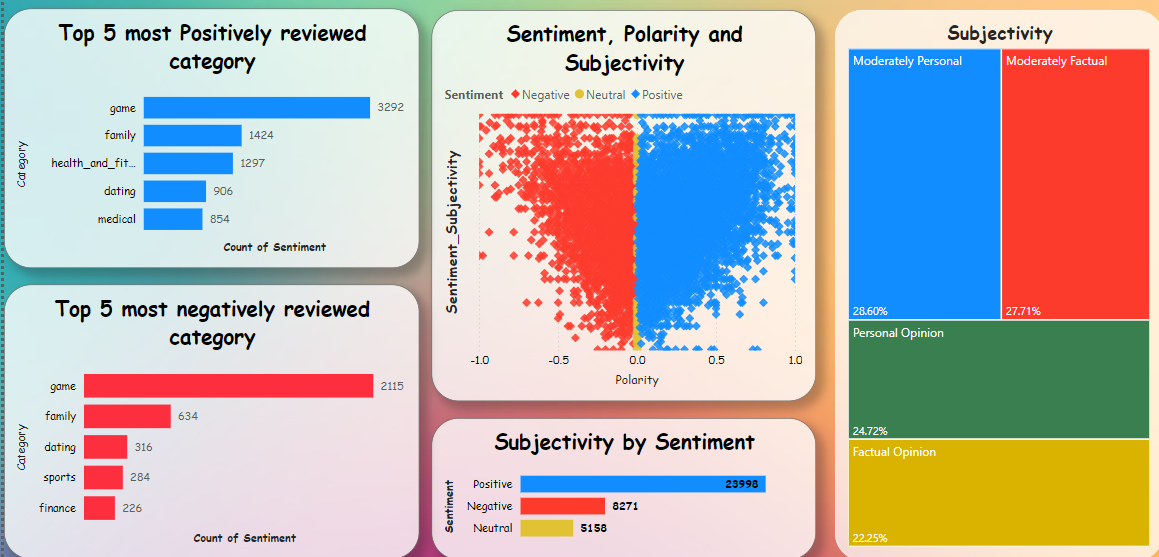 Top 5 most Positively reviewed
category
Category
game
3292
family
1424
health_and_fit...
1297
dating
906
medical
854
Count of Sentiment
Top 5 most negatively reviewed
category
Category
game
2115
family
634
dating
316
sports
284
finance
226
Count of Sentiment
Sentiment, Polarity and
Subjectivity
Sentiment Negative Neutral Positive
Sentiment_Subjectivity
-1.0 -0.5 0.0 0.5 1.0
Polarity
Subjectivity by Sentiment
Sentiment
Positive
23998
Negative
8271
Neutral
5158
Subjectivity
Moderately Personal
28.60%
Moderately Factual
27.71%
Personal Opinion
24.72%
Factual Opinion
22.25%